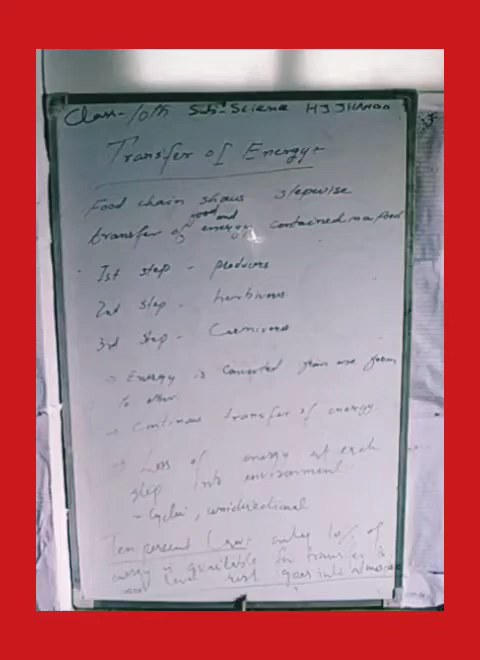 Class-10th Sub-Science
Transfer of Energy-
Food chain shows stepwise
food and
transfer of energy contained in a food
1st step - producers
2nd step - herbivores
3rd step - Carnivores
→ Energy is converted from one form
to other
→ Continous transfer of energy.
→ Loss of energy at each
step into environment
- Cyclic, unidirectional
Ten percent law only 10% of
energy is available for transfer to
next level rest goes into